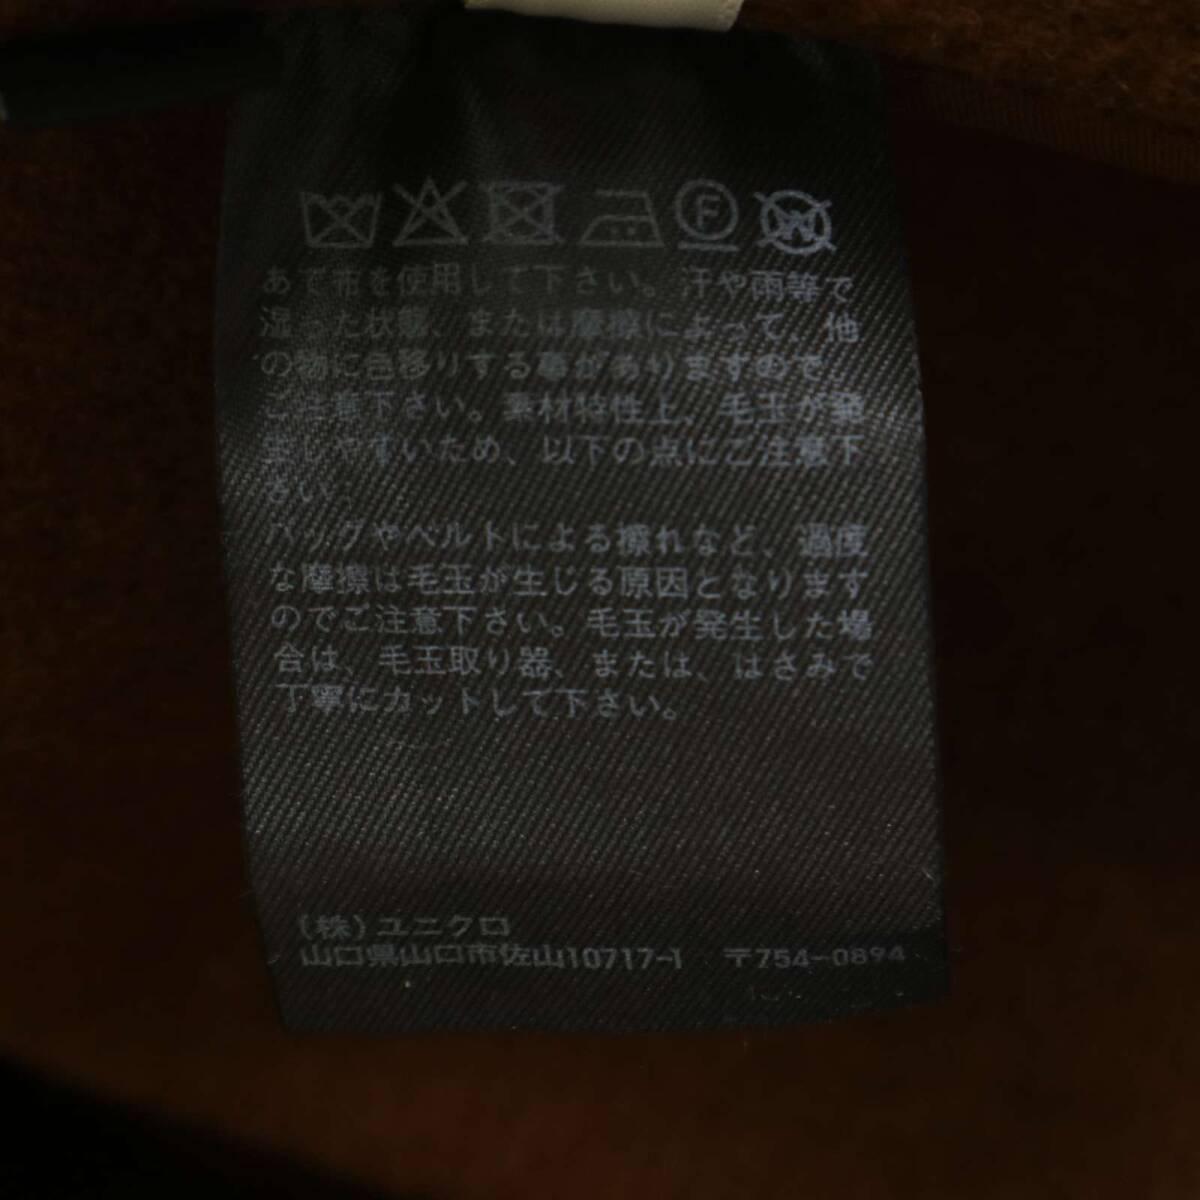 F W
あて布を使用して下さい。汗や雨等で
湿った状態、または摩擦によって、他
の物に色移りする事がありますので、
ご注意下さい。素材特性上、毛玉が発
生しやすいため、以下の点にご注意下
さい。
バッグやベルトによる擦れなど、過度
な摩擦は毛玉が生じる原因となります
のでご注意下さい。毛玉が発生した場
合は、毛玉取り器、または、はさみで
丁寧にカットして下さい。
(株)ユニクロ
山口県山口市佐山10717-1 〒754-0894